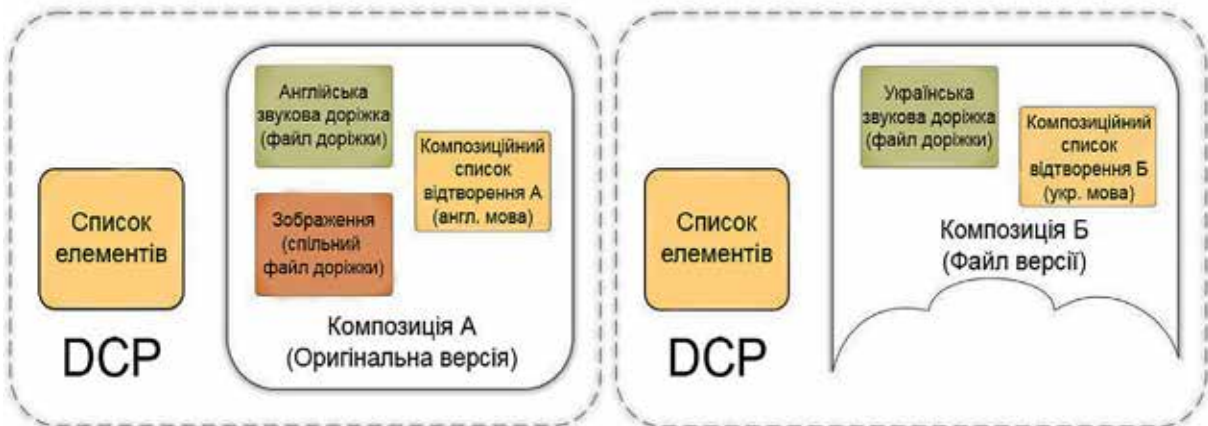 Англійська
звукова доріжка
(файл доріжки)
Композиційний
список
відтворення А
(англ. мова)
Зображення
(спільний
файл доріжки)
Список
елементів
DCP
Композиція А
(Оригінальна версія)
Українська
звукова доріжка
(файл доріжки)
Композиційний
список
відтворення Б
(укр. мова)
Список
елементів
DCP
Композиція Б
(Файл версії)